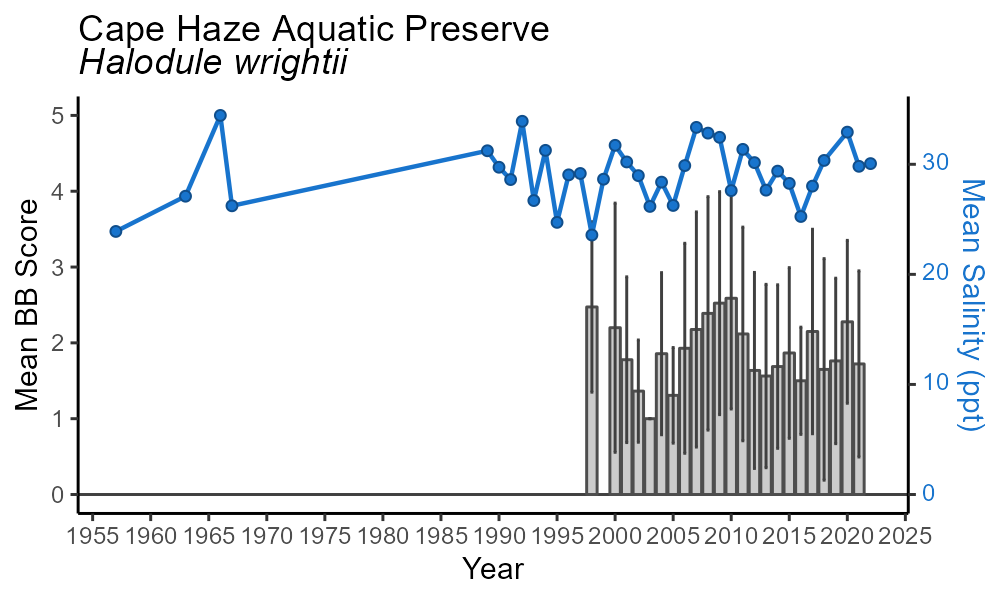 Cape Haze Aquatic Preserve
Halodule wrightii
Mean BB Score
5
4
3
2
1
0
30
20
10
0
Mean Salinity (ppt)
1955 1960 1965 1970 1975 1980 1985 1990 1995 2000 2005 2010 2015 2020 2025
Year